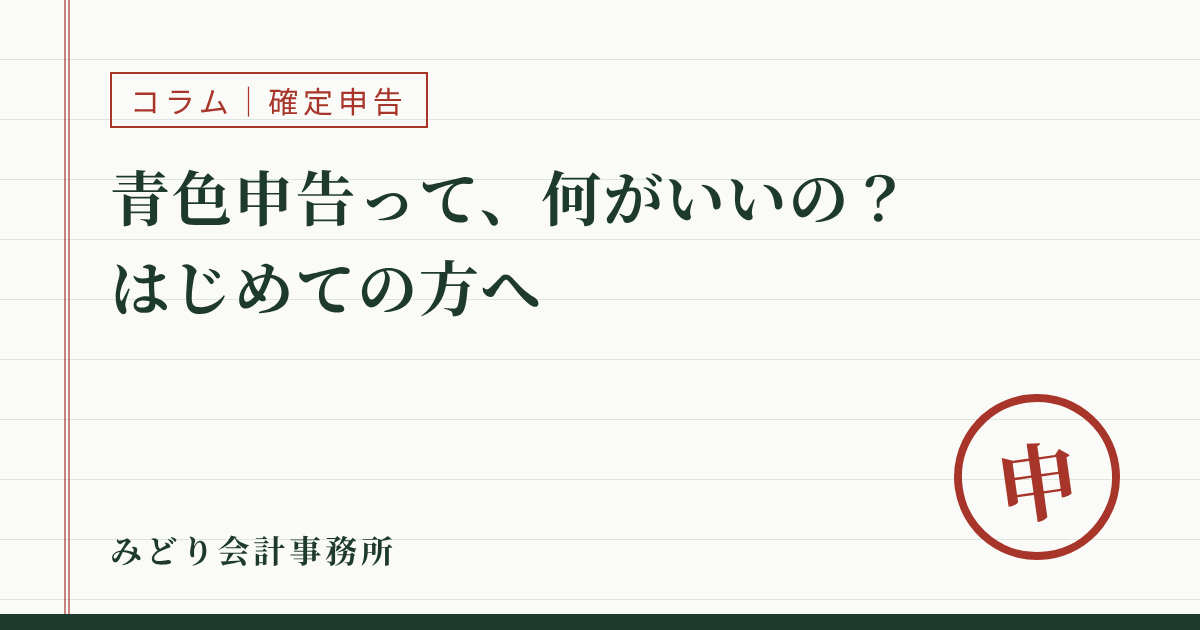 コラム｜確定申告
青色申告って、何がいいの？
はじめての方へ
申
みどり会計事務所